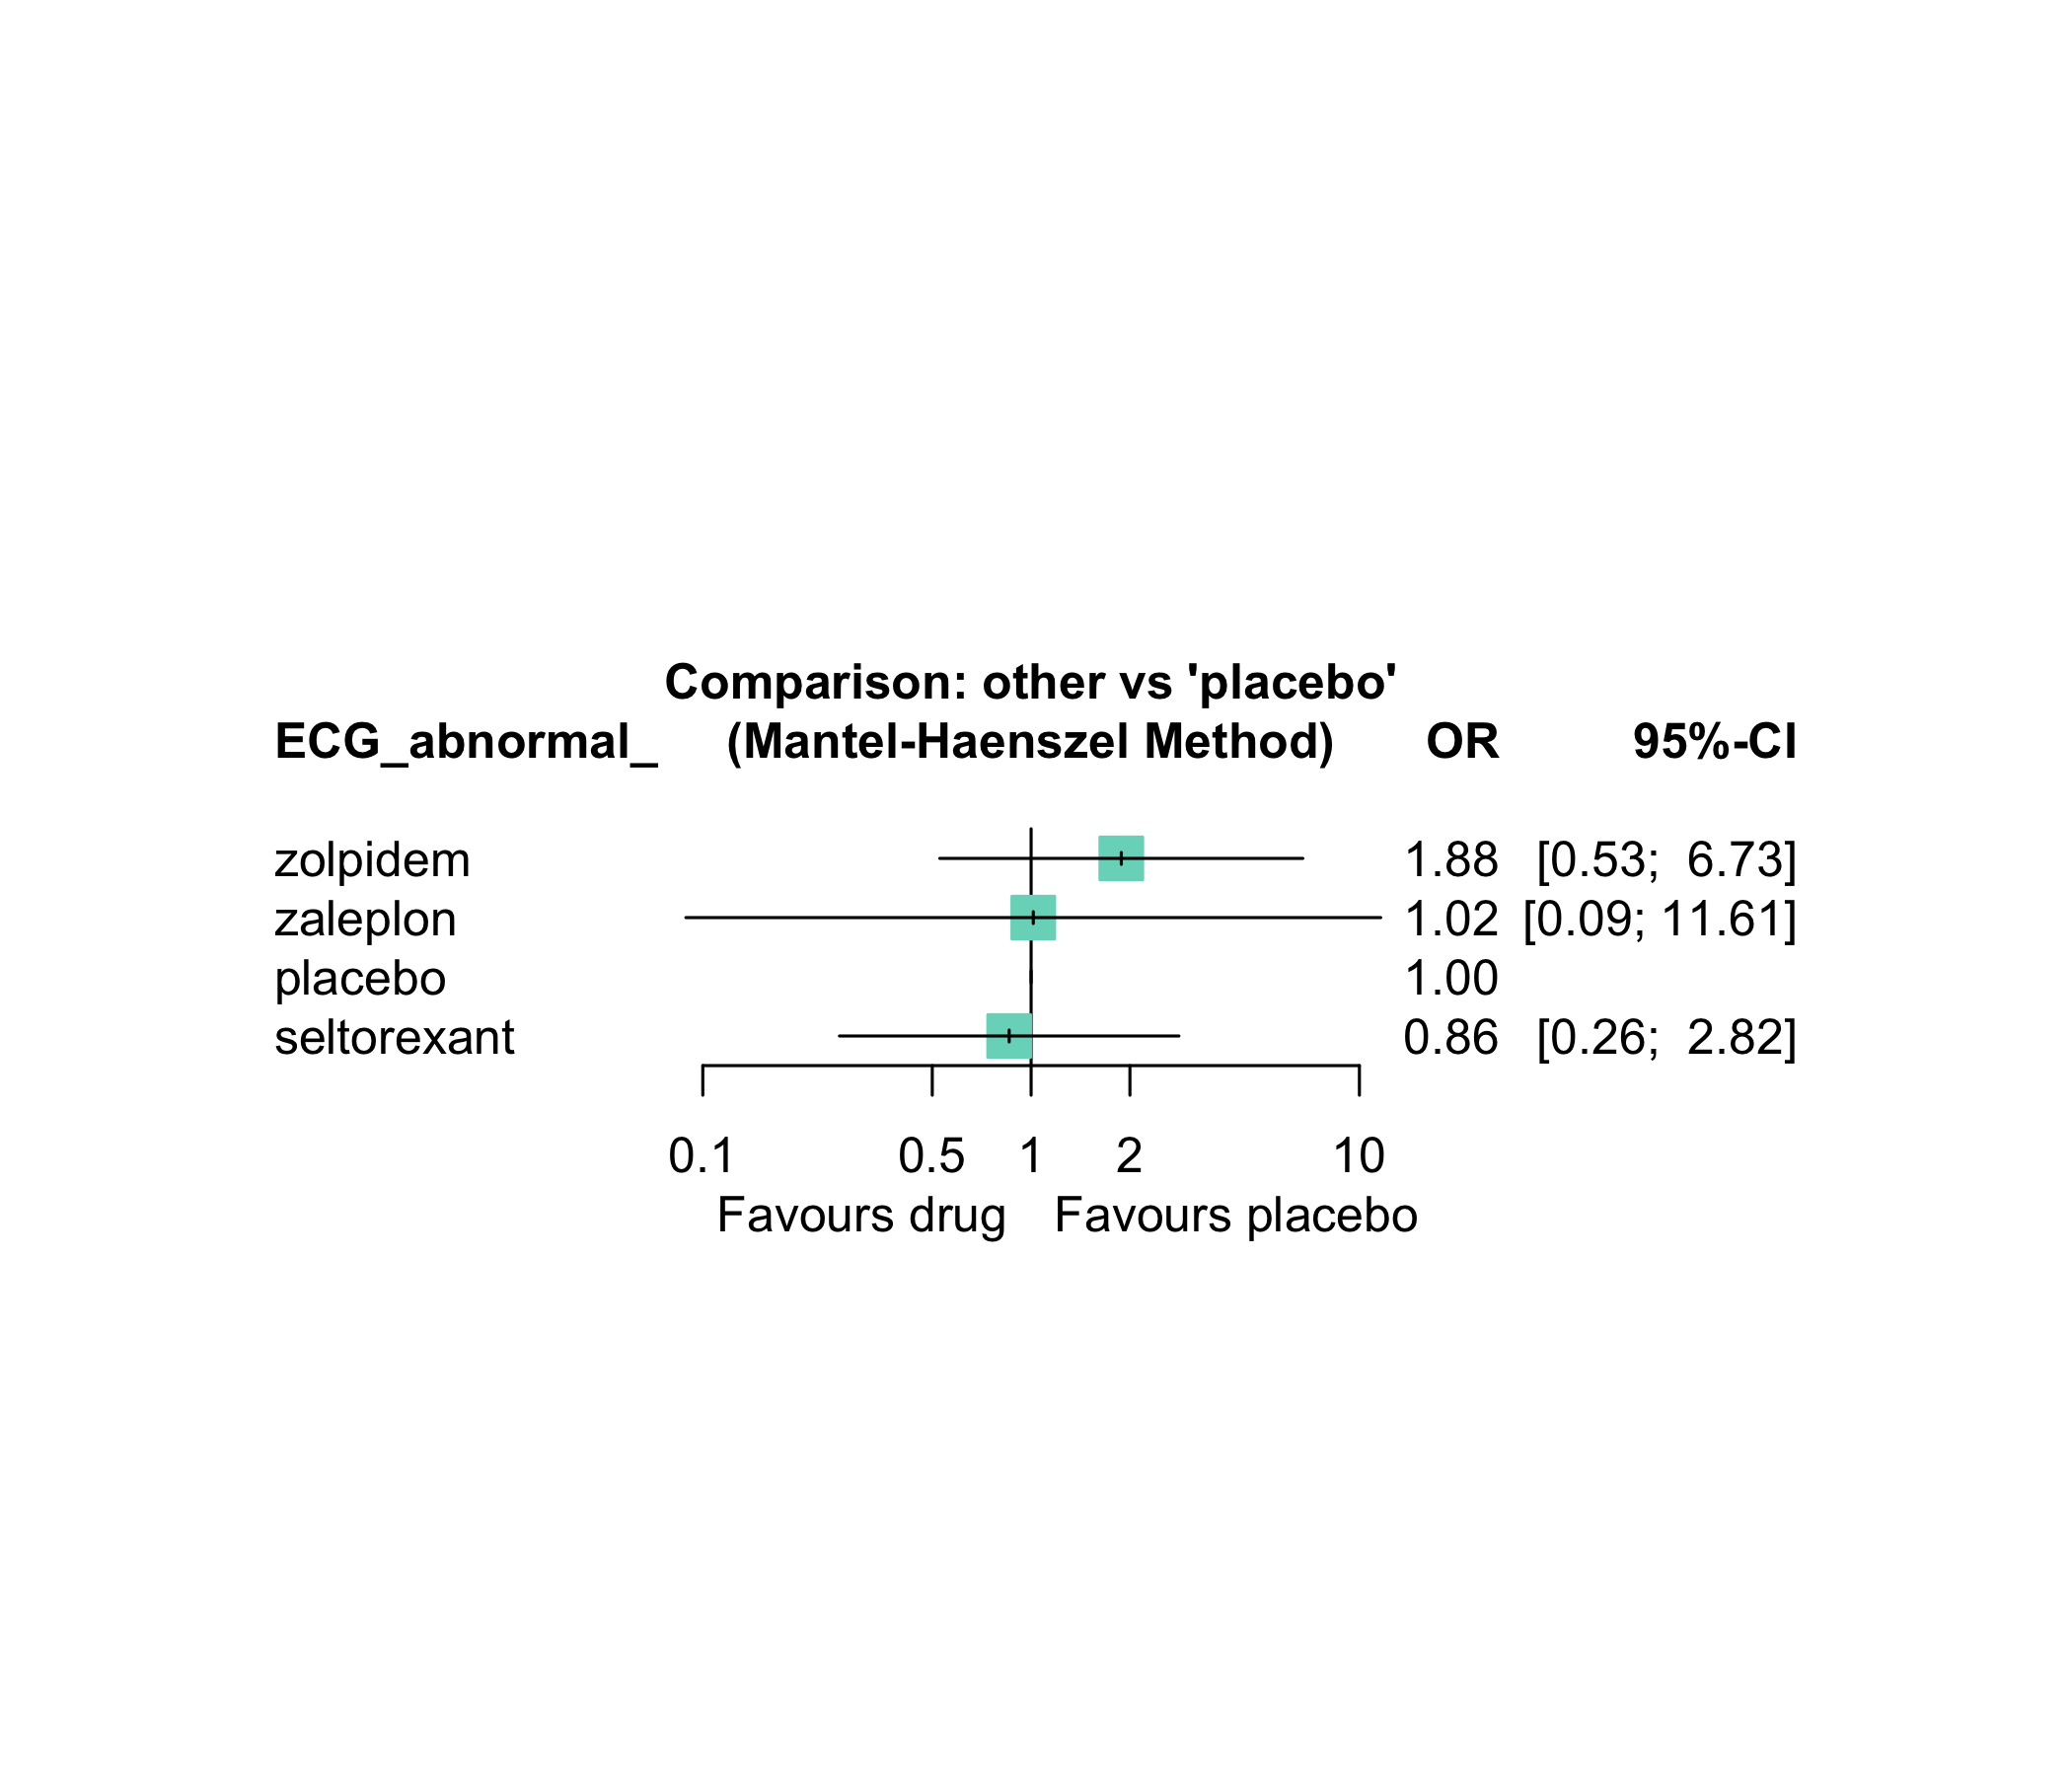 Comparison: other vs 'placebo'
ECG_abnormal_ (Mantel-Haenszel Method) OR 95%-CI
zolpidem 1.88 [0.53; 6.73]
zaleplon 1.02 [0.09; 11.61]
placebo 1.00
seltorexant 0.86 [0.26; 2.82]
0.1 0.5 1 2 10
Favours drug Favours placebo